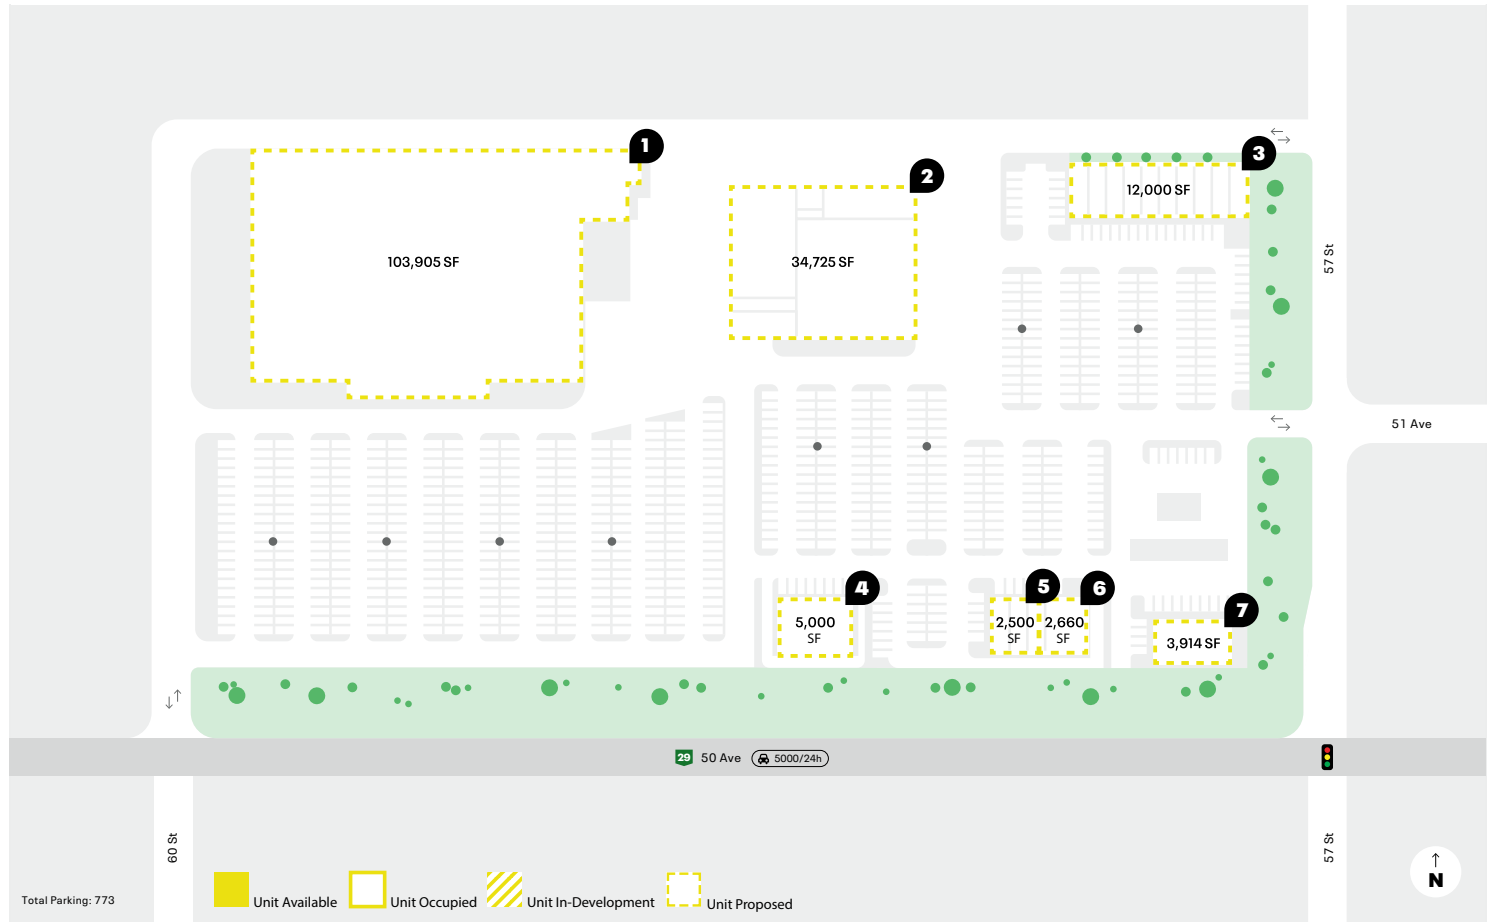 1
2
3
12,000 SF
103,905 SF
34,725 SF
57 St
51 Ave
4
5
6
7
5,000
SF
2,500
SF
2,660
SF
3,914 SF
29 50 Ave 5000/24h
60 St
57 St
N
Total Parking: 773
Unit Available
Unit Occupied
Unit In-Development
Unit Proposed